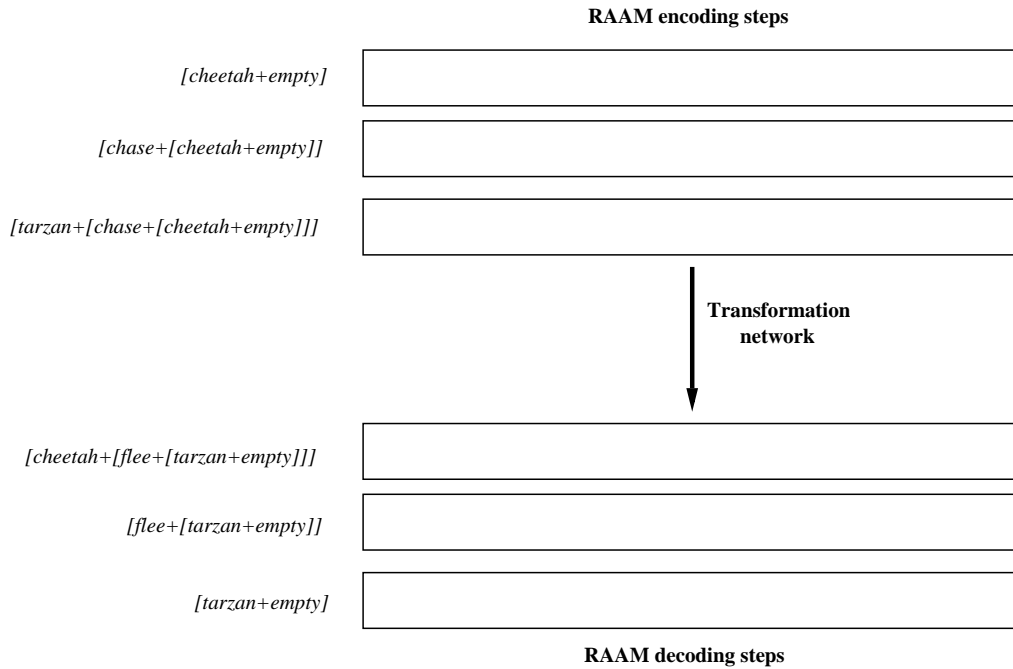 RAAM encoding steps
[cheetah+empty]
[chase+[cheetah+empty]]
[tarzan+[chase+[cheetah+empty]]]
Transformation
network
[cheetah+[flee+[tarzan+empty]]]
[flee+[tarzan+empty]]
[tarzan+empty]
RAAM decoding steps